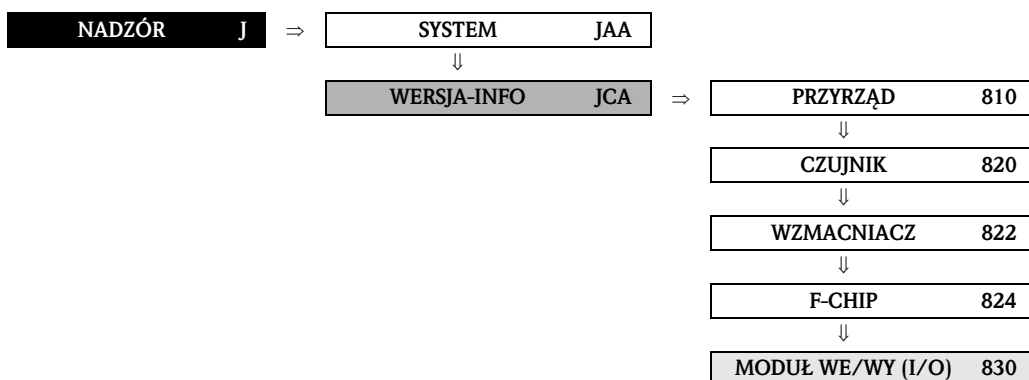 NADZÓR J ⇒ SYSTEM JAA
⇓
WERSJA-INFO JCA ⇒ PRZYRZĄD 810
⇓
CZUJNIK 820
⇓
WZMACNIACZ 822
⇓
F-CHIP 824
⇓
MODUŁ WE/WY (I/O) 830